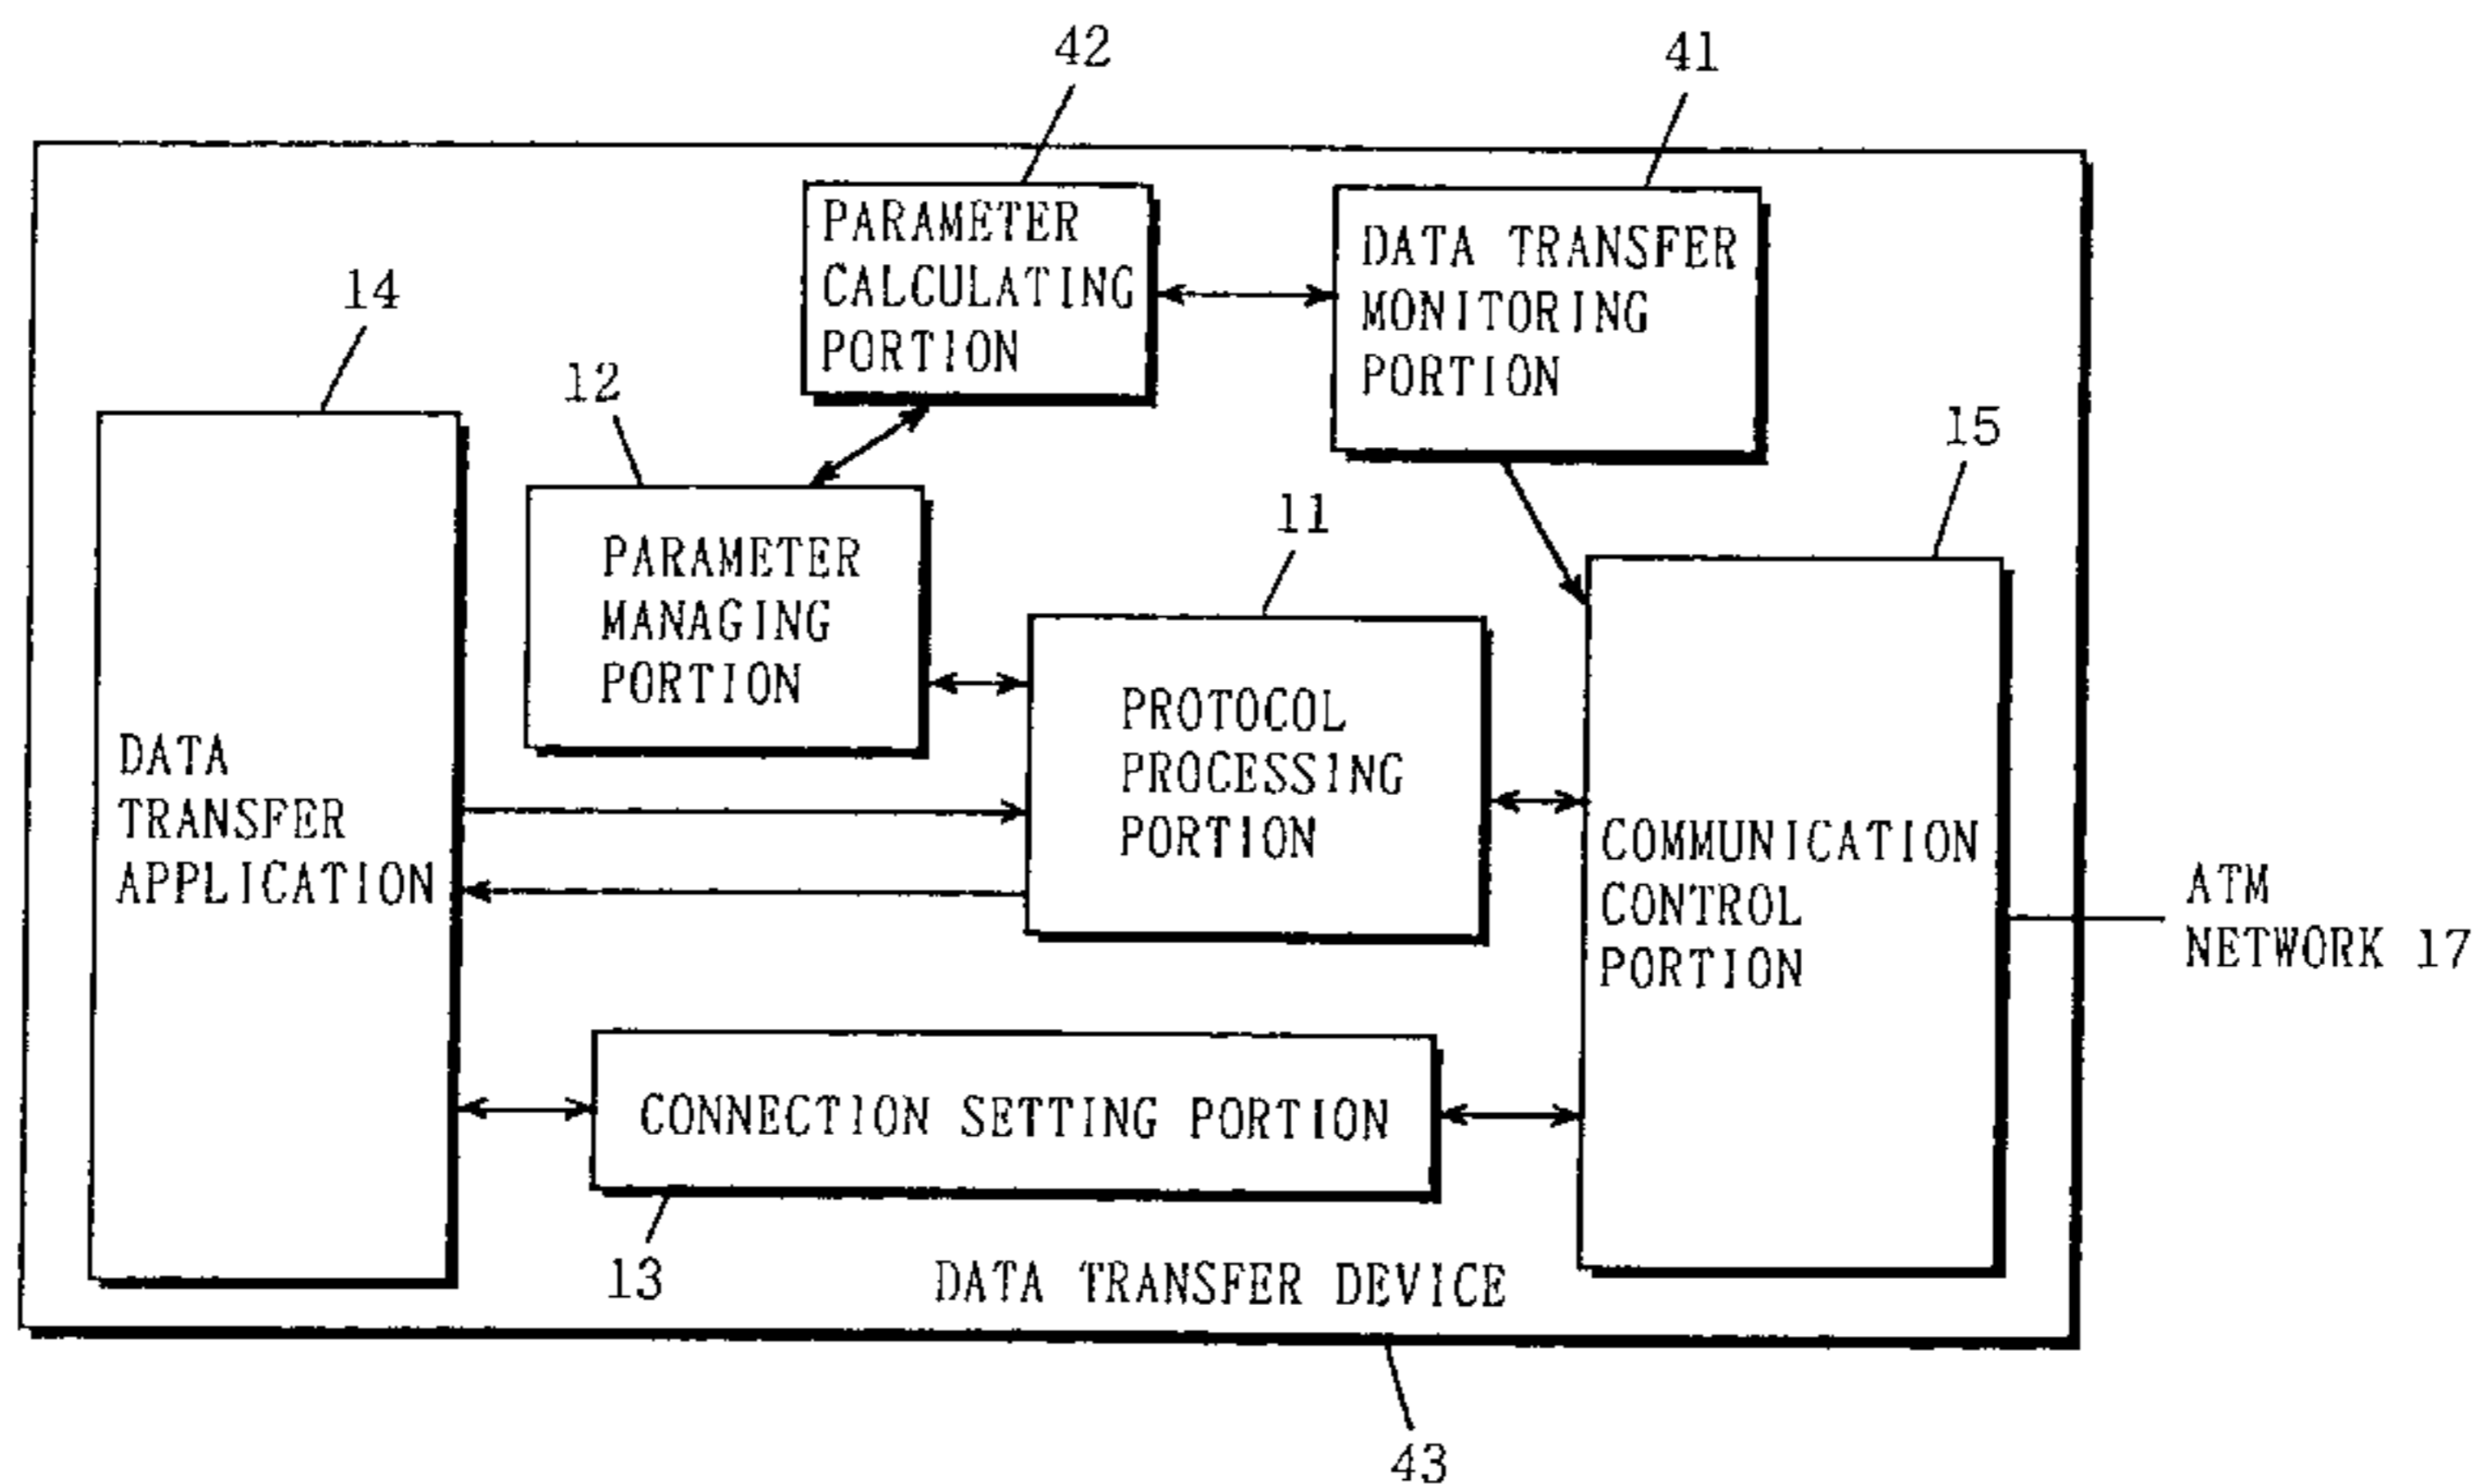 42
41
PARAMETER
CALCULATING
PORTION
DATA TRANSFER
MONITORING
PORTION
14
12
15
PARAMETER
MANAGING
PORTION
11
DATA
TRANSFER
APPLICATION
PROTOCOL
PROCESSING
PORTION
COMMUNICATION
CONTROL
PORTION
ATM
NETWORK 17
CONNECTION SETTING PORTION
13
DATA TRANSFER DEVICE
43